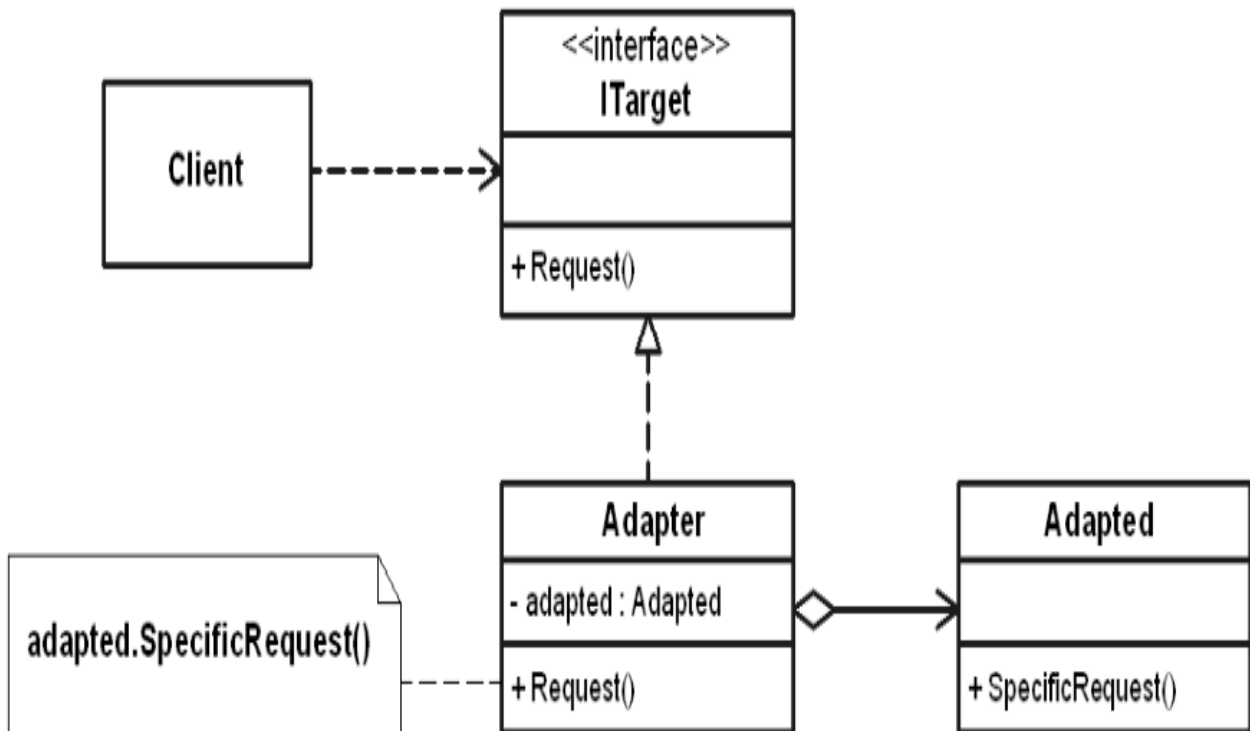 <<interface>>
ITarget
Client
+ Request()
Adapter
Adapted
- adapted : Adapted
adapted.SpecificRequest()
+ Request()
+ SpecificRequest()